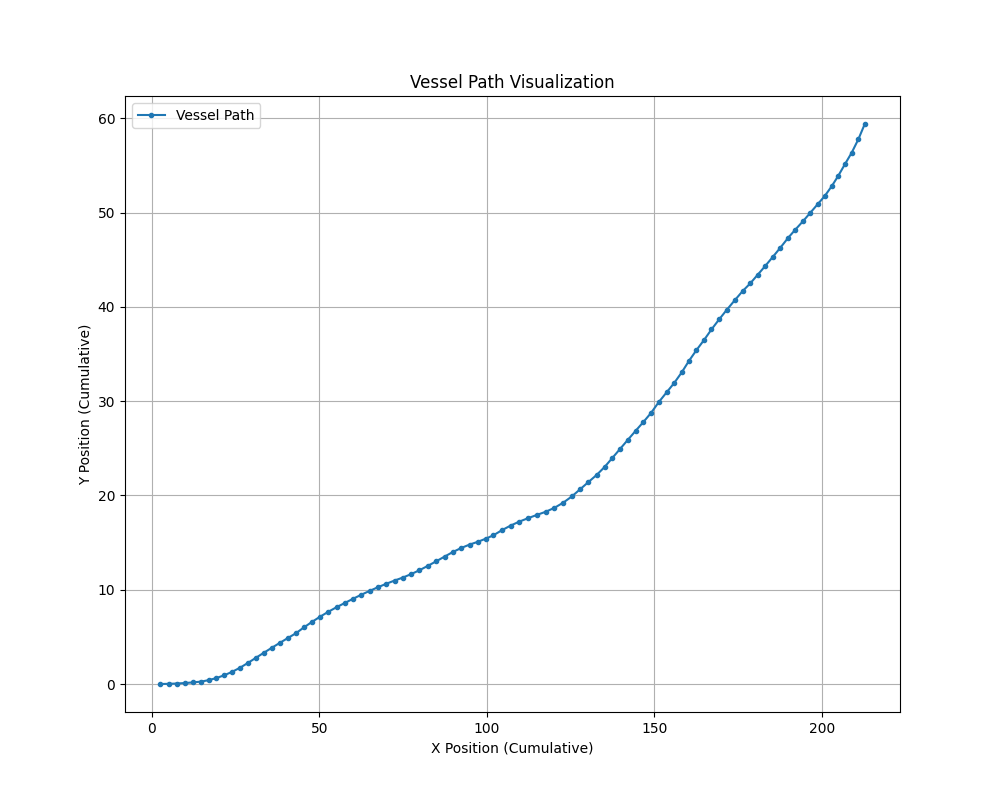 Vessel Path Visualization
Vessel Path
60
50
40
30
20
10
0
Y Position (Cumulative)
0 50 100 150 200
X Position (Cumulative)